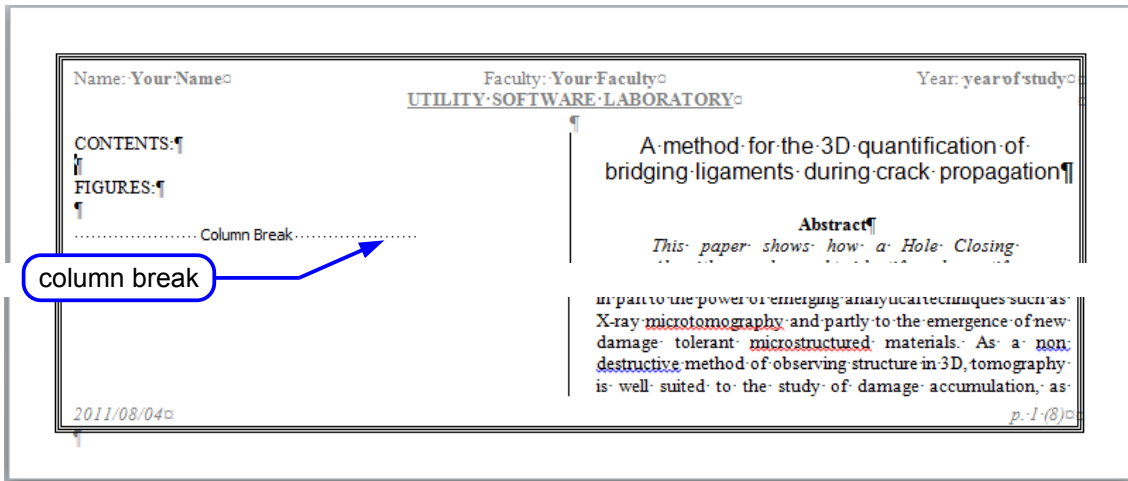 Name: Your Name Faculty: Your Faculty Year: year of study
UTILITY SOFTWARE LABORATORY
CONTENTS:
FIGURES:
Column Break
column break
A method for the 3D quantification of
bridging ligaments during crack propagation
Abstract
This paper shows how a Hole Closing
in part to the power of emerging analytical techniques such as
X-ray microtomography and partly to the emergence of new
damage tolerant microstructured materials. As a non
destructive method of observing structure in 3D, tomography
is well suited to the study of damage accumulation, as
2011/08/04 p. 1 (8)